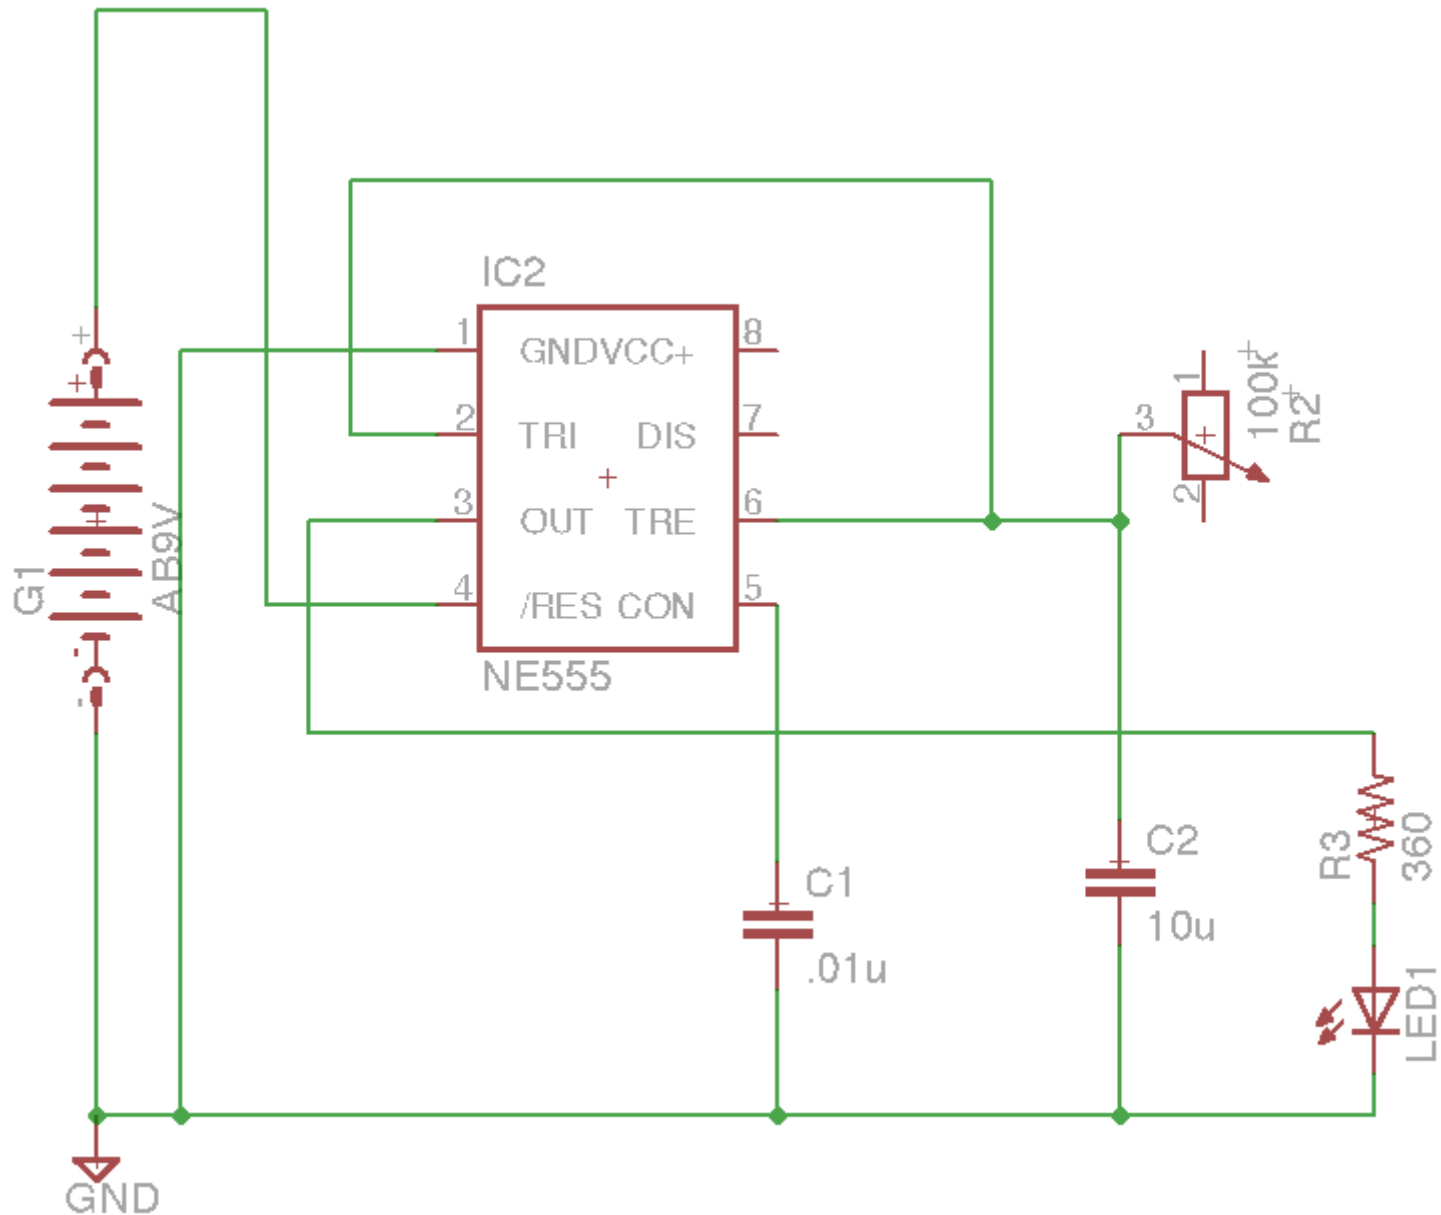 IC2
1 GNDVCC+ 8
2 TRI DIS 7
3 OUT TRE 6
4 /RES CON 5
NE555
+
+
-
-
G1
AB9V
1
3
2
100k
R2
C1
.01u
C2
10u
R3
360
LED1
GND